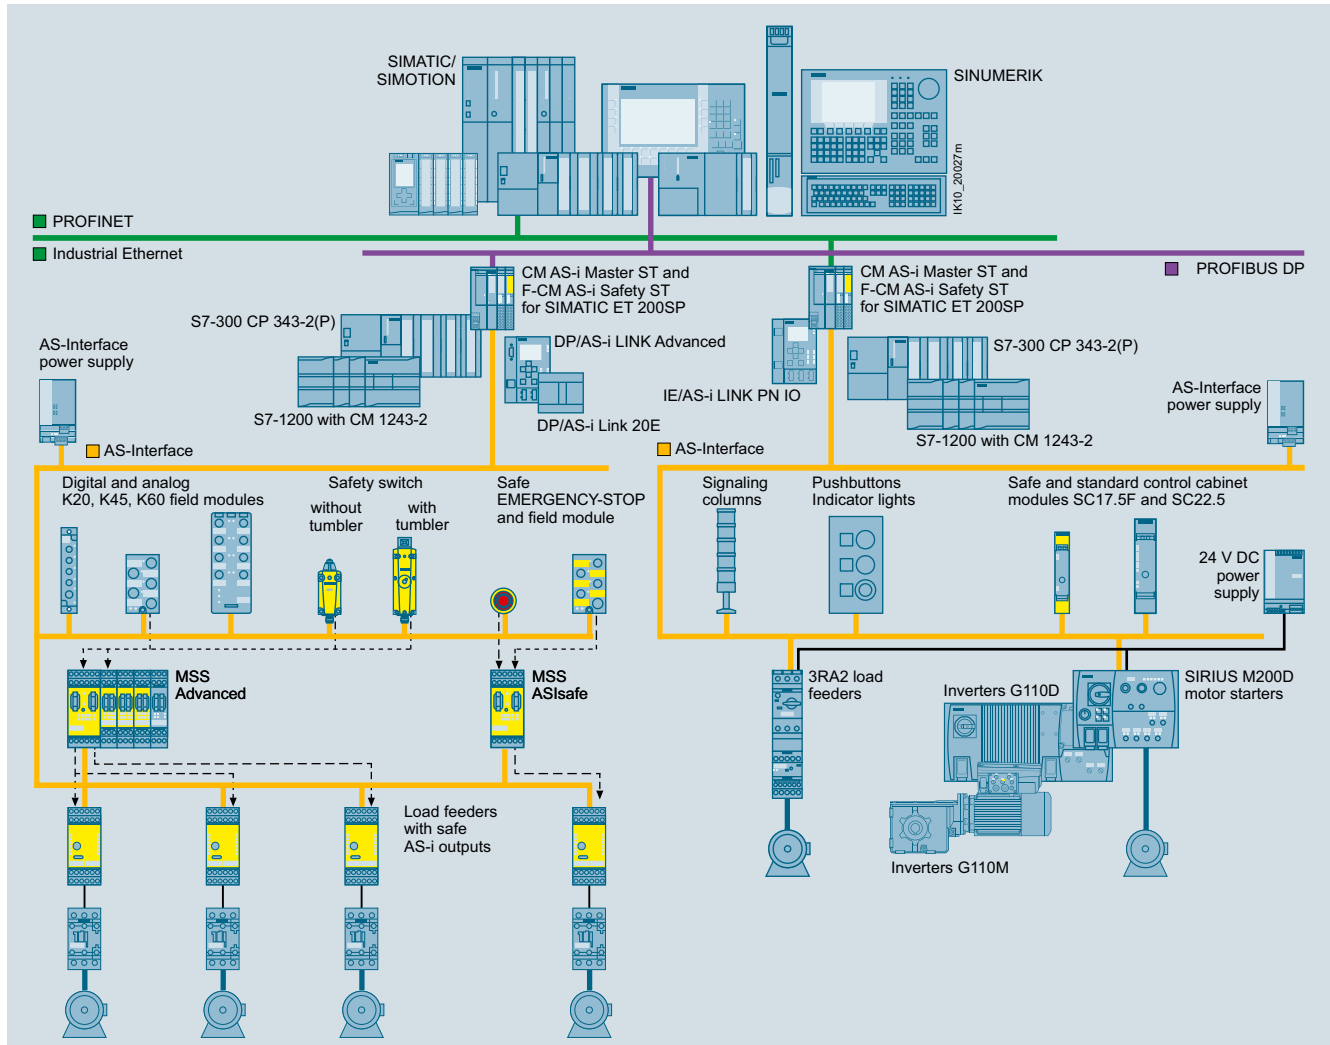 SIMATIC/
SIMOTION
SINUMERIK
IK10_20027m
PROFINET
Industrial Ethernet
PROFIBUS DP
CM AS-i Master ST and
F-CM AS-i Safety ST
for SIMATIC ET 200SP
CM AS-i Master ST and
F-CM AS-i Safety ST
for SIMATIC ET 200SP
S7-300 CP 343-2(P)
DP/AS-i LINK Advanced
S7-300 CP 343-2(P)
AS-Interface
power supply
IE/AS-i LINK PN IO
AS-Interface
power supply
S7-1200 with CM 1243-2
DP/AS-i Link 20E
S7-1200 with CM 1243-2
AS-Interface
AS-Interface
Digital and analog
K20, K45, K60 field modules
Safety switch
without
tumbler
with
tumbler
Safe
EMERGENCY-STOP
and field module
Signaling
columns
Pushbuttons
Indicator lights
Safe and standard control cabinet
modules SC17.5F and SC22.5
24 V DC
power
supply
MSS
Advanced
MSS
ASIsafe
3RA2 load
feeders
Inverters G110D
SIRIUS M200D
motor starters
Load feeders
with safe
AS-i outputs
Inverters G110M